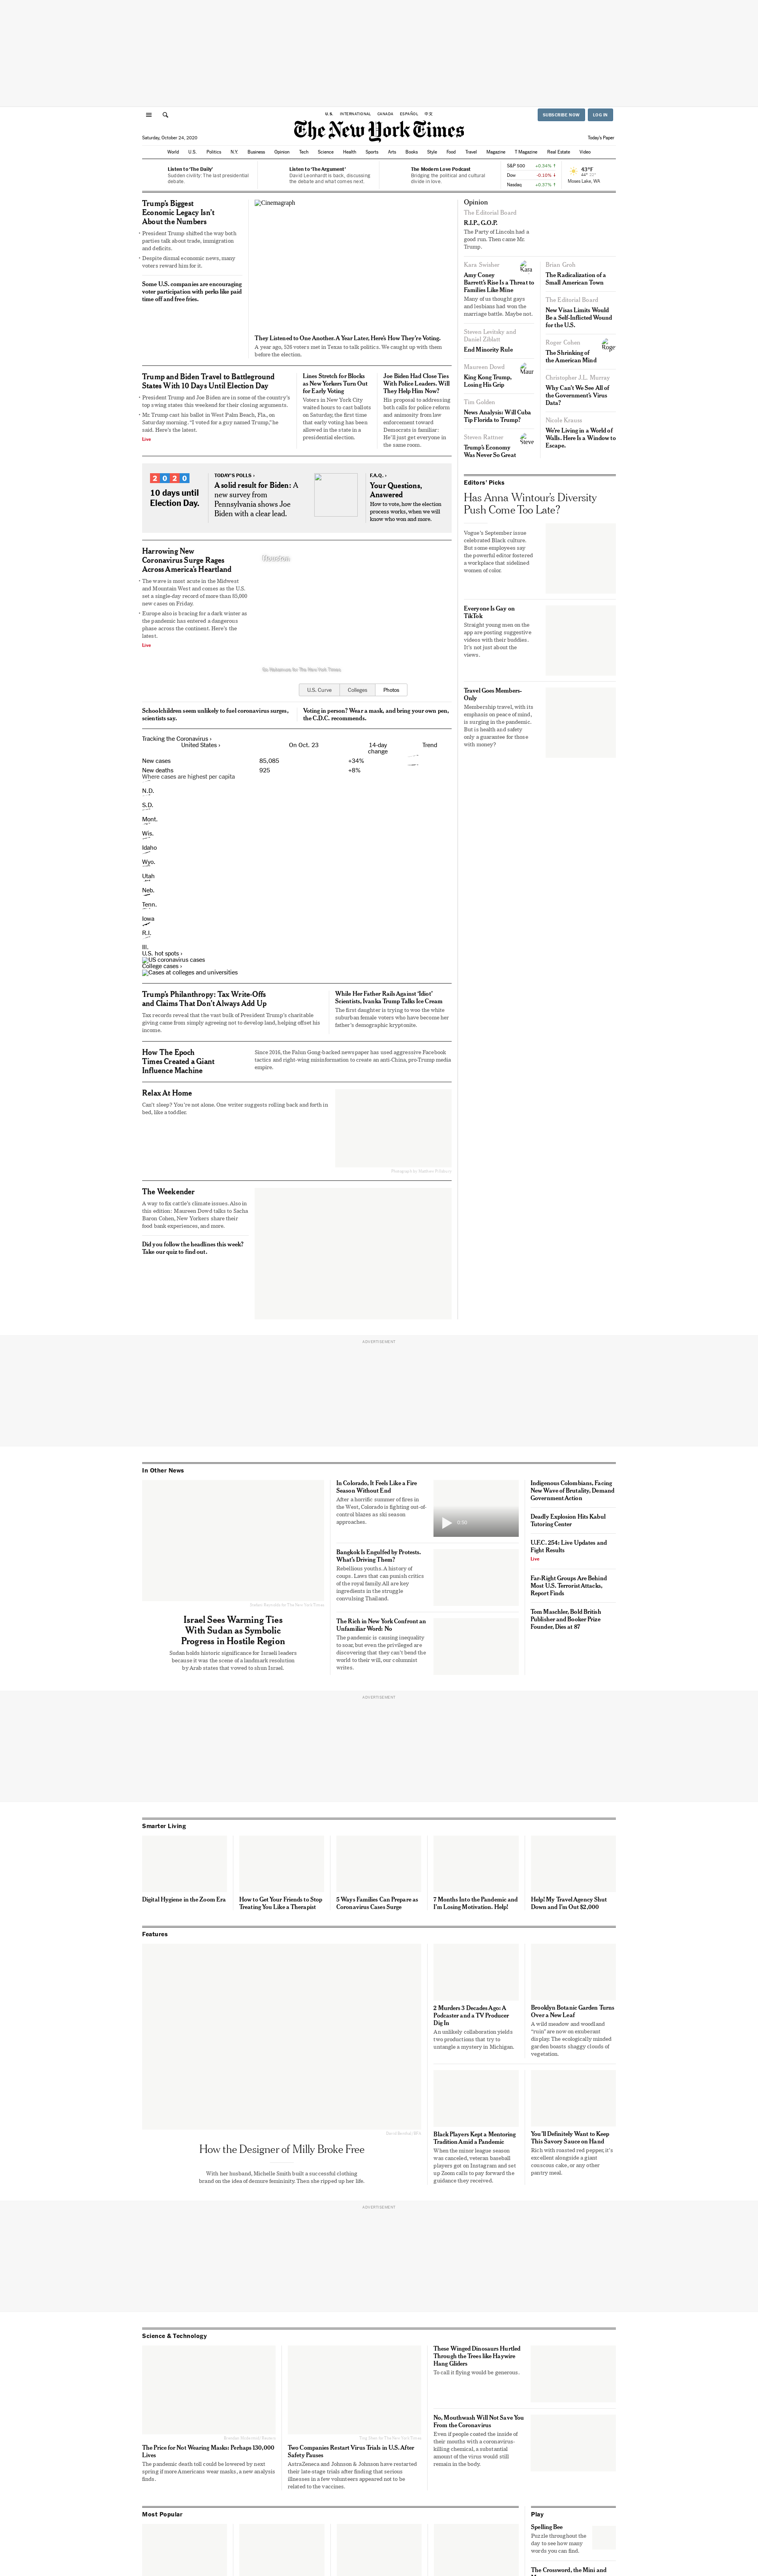 U.S. INTERNATIONAL CANADA ESPAÑOL 中文
SUBSCRIBE NOW LOG IN
The New York Times
Saturday, October 24, 2020
Today's Paper
World U.S. Politics N.Y. Business Opinion Tech Science Health Sports Arts Books Style Food Travel Magazine T Magazine Real Estate Video
Listen to 'The Daily'
Sudden civility: The last presidential
debate.
Listen to 'The Argument'
David Leonhardt is back, discussing
the debate and what comes next.
The Modern Love Podcast
Bridging the political and cultural
divide in love.
S&P 500 +0.34% ↑
Dow -0.10% ↓
Nasdaq +0.37% ↑
43°F
Moses Lake, WA
Trump's Biggest
Economic Legacy Isn't
About the Numbers
• President Trump shifted the way both
parties talk about trade, immigration
and deficits.
• Despite dismal economic news, many
voters reward him for it.
Some U.S. companies are encouraging
voter participation with perks like paid
time off and free fries.
Cinemagraph
They Listened to One Another. A Year Later, Here's How They're Voting.
A year ago, 526 voters met in Texas to talk politics. We caught up with them
before the election.
Trump and Biden Travel to Battleground
States With 10 Days Until Election Day
• President Trump and Joe Biden are in some of the country's
top swing states this weekend for their closing arguments.
• Mr. Trump cast his ballot in West Palm Beach, Fla., on
Saturday morning. "I voted for a guy named Trump," he
said. Here's the latest.
Live
Lines Stretch for Blocks
as New Yorkers Turn Out
for Early Voting
Voters in New York City
waited hours to cast ballots
on Saturday, the first time
that early voting has been
allowed in the state in a
presidential election.
Joe Biden Had Close Ties
With Police Leaders. Will
They Help Him Now?
His proposal to addressing
both calls for police reform
and animosity from law
enforcement toward
Democrats is familiar:
He'll just get everyone in
the same room.
2020
10 days until
Election Day.
TODAY'S POLLS ›
A solid result for Biden: A
new survey from
Pennsylvania shows Joe
Biden with a clear lead.
F.A.Q. ›
Your Questions,
Answered
How to vote, how the election
process works, when we will
know who won and more.
Harrowing New
Coronavirus Surge Rages
Across America's Heartland
• The wave is most acute in the Midwest
and Mountain West and comes as the U.S.
set a single-day record of more than 85,000
new cases on Friday.
• Europe also is bracing for a dark winter as
the pandemic has entered a dangerous
phase across the continent. Here's the
latest.
Live
Houston
Go Nakamura for The New York Times
U.S. Curve Colleges Photos
Schoolchildren seem unlikely to fuel coronavirus surges,
scientists say.
Voting in person? Wear a mask, and bring your own pen,
the C.D.C. recommends.
Tracking the Coronavirus ›
United States › On Oct. 23 14-day
change Trend
New cases 85,085 +34%
New deaths 925 +8%
Where cases are highest per capita
N.D.
S.D.
Mont.
Wis.
Idaho
Wyo.
Utah
Neb.
Tenn.
Iowa
R.I.
Ill.
U.S. hot spots ›
US coronavirus cases
College cases ›
Cases at colleges and universities
Trump's Philanthropy: Tax Write-Offs
and Claims That Don't Always Add Up
Tax records reveal that the vast bulk of President Trump's charitable
giving came from simply agreeing not to develop land, helping offset his
income.
While Her Father Rails Against 'Idiot'
Scientists, Ivanka Trump Talks Ice Cream
The first daughter is trying to woo the white
suburban female voters who have become her
father's demographic kryptonite.
How The Epoch
Times Created a Giant
Influence Machine
Since 2016, the Falun Gong-backed newspaper has used aggressive Facebook
tactics and right-wing misinformation to create an anti-China, pro-Trump media
empire.
Relax At Home
Can't sleep? You're not alone. One writer suggests rolling back and forth in
bed, like a toddler.
The Weekender
A way to fix cattle's climate issues. Also in
this edition: Maureen Dowd talks to Sacha
Baron Cohen, New Yorkers share their
food bank experiences, and more.
Did you follow the headlines this week?
Take our quiz to find out.
Opinion
The Editorial Board
R.I.P., G.O.P.
The Party of Lincoln had a
good run. Then came Mr.
Trump.
Kara Swisher
Kara
Amy Coney
Barrett's Rise Is a Threat to
Families Like Mine
Many of us thought gays
and lesbians had won the
marriage battle. Maybe not.
Steven Levitsky and
Daniel Ziblatt
End Minority Rule
Maureen Dowd
Maur
King Kong Trump,
Losing His Grip
Tim Golden
News Analysis: Will Cuba
Tip Florida to Trump?
Steven Rattner
Steve
Trump's Economy
Was Never So Great
Brian Groh
The Radicalization of a
Small American Town
The Editorial Board
New Visas Limits Would
Be a Self-Inflicted Wound
for the U.S.
Roger Cohen
Roge
The Shrinking of
the American Mind
Christopher J.L. Murray
Why Can't We See All of
the Government's Virus
Data?
Nicole Krauss
We're Living in a World of
Walls. Here Is a Window to
Escape.
Editors' Picks
Has Anna Wintour's Diversity
Push Come Too Late?
Vogue's September issue
celebrated Black culture.
But some employees say
the powerful editor fostered
a workplace that sidelined
women of color.
Everyone Is Gay on
TikTok
Straight young men on the
app are posting suggestive
videos with their buddies.
It's not just about the
views.
Travel Goes Members-
Only
Membership travel, with its
emphasis on peace of mind,
is surging in the pandemic.
But is health and safety
only a guarantee for those
with money?
ADVERTISEMENT
In Other News
Israel Sees Warming Ties
With Sudan as Symbolic
Progress in Hostile Region
Sudan holds historic significance for Israeli leaders
because it was the scene of a landmark resolution
by Arab states that vowed to shun Israel.
In Colorado, It Feels Like a Fire
Season Without End
After a horrific summer of fires in
the West, Colorado is fighting out-of-
control blazes as ski season
approaches.
Bangkok Is Engulfed by Protests.
What's Driving Them?
Rebellious youths. A history of
coups. Laws that can punish critics
of the royal family. All are key
ingredients in the struggle
convulsing Thailand.
The Rich in New York Confront an
Unfamiliar Word: No
The pandemic is causing inequality
to soar, but even the privileged are
discovering that they can't bend the
world to their will, our columnist
writes.
Indigenous Colombians, Facing
New Wave of Brutality, Demand
Government Action
Deadly Explosion Hits Kabul
Tutoring Center
U.F.C. 254: Live Updates and
Fight Results
Live
Far-Right Groups Are Behind
Most U.S. Terrorist Attacks,
Report Finds
Tom Maschler, Bold British
Publisher and Booker Prize
Founder, Dies at 87
ADVERTISEMENT
Smarter Living
Digital Hygiene in the Zoom Era
How to Get Your Friends to Stop
Treating You Like a Therapist
5 Ways Families Can Prepare as
Coronavirus Cases Surge
7 Months Into the Pandemic and
I'm Losing Motivation. Help!
Help! My Travel Agency Shut
Down and I'm Out $2,000
Features
How the Designer of Milly Broke Free
With her husband, Michelle Smith built a successful clothing
brand on the idea of demure femininity. Then she ripped up her life.
2 Murders 3 Decades Ago: A
Podcaster and a TV Producer
Dig In
An unlikely collaboration yields
two productions that try to
untangle a mystery in Michigan.
Brooklyn Botanic Garden Turns
Over a New Leaf
A wild meadow and woodland
"ruin" are now on exuberant
display. The ecologically minded
garden boasts shaggy clouds of
vegetation.
Black Players Kept a Mentoring
Tradition Amid a Pandemic
When the minor league season
was canceled, veteran baseball
players got on Instagram and set
up Zoom calls to pay forward the
guidance they received.
You'll Definitely Want to Keep
This Savory Sauce on Hand
Rich with roasted red pepper, it's
excellent alongside a giant
couscous cake, or any other
pantry meal.
ADVERTISEMENT
Science & Technology
The Price for Not Wearing Masks: Perhaps 130,000
Lives
The pandemic death toll could be lowered by next
spring if more Americans wear masks, a new analysis
finds.
Two Companies Restart Virus Trials in U.S. After
Safety Pauses
AstraZeneca and Johnson & Johnson have restarted
their late-stage trials after finding that serious
illnesses in a few volunteers appeared not to be
related to the vaccines.
These Winged Dinosaurs Hurtled
Through the Trees like Haywire
Hang Gliders
To call it flying would be generous.
No, Mouthwash Will Not Save You
From the Coronavirus
Even if people coated the inside of
their mouths with a coronavirus-
killing chemical, a substantial
amount of the virus would still
remain in the body.
Most Popular
Play
Spelling Bee
Puzzle throughout the
day to see how many
words you can find.
The Crossword, the Mini and